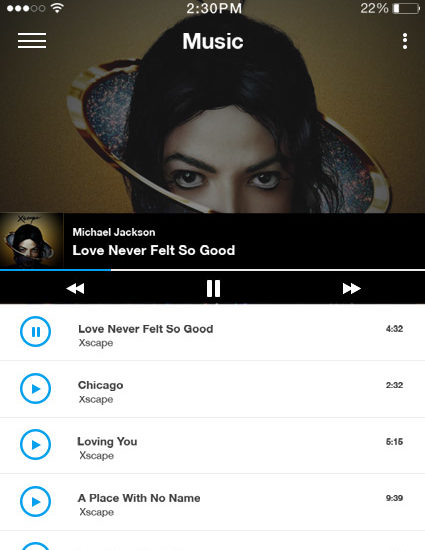 2:30PM 22%
Music
Xscape
Michael Jackson
Love Never Felt So Good
Love Never Felt So Good 4:32
Xscape
Chicago 2:32
Xscape
Loving You 5:15
Xscape
A Place With No Name 9:39
Xscape